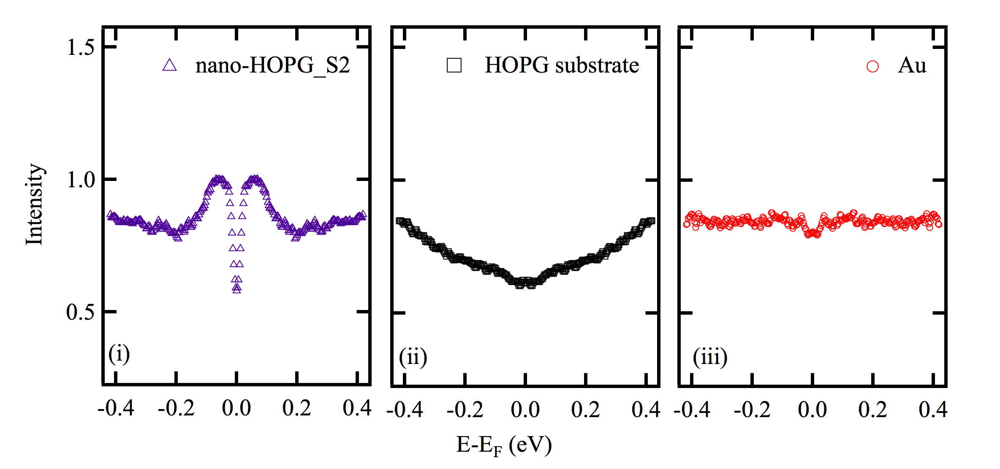 1.5
1.0
0.5
Intensity
nano-HOPG_S2
(i)
-0.4 -0.2 0.0 0.2 0.4
HOPG substrate
(ii)
-0.4 -0.2 0.0 0.2 0.4
Au
(iii)
-0.4 -0.2 0.0 0.2 0.4
E-E_F (eV)